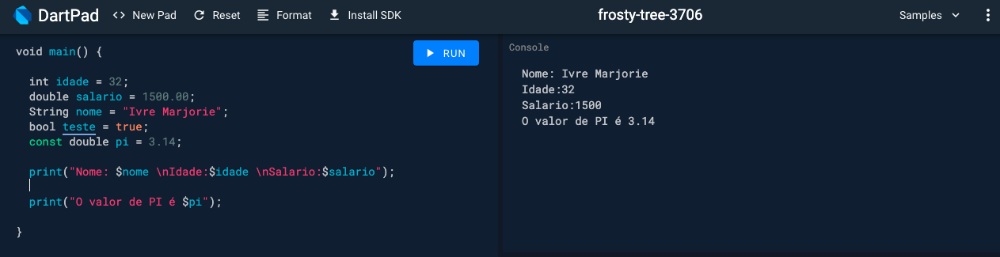 DartPad <> New Pad Reset Format Install SDK frosty-tree-3706 Samples
void main() {
RUN
int idade = 32;
double salario = 1500.00;
String nome = "Ivre Marjorie";
bool teste = true;
const double pi = 3.14;
print("Nome: $nome \nIdade:$idade \nSalario:$salario");
print("O valor de PI é $pi");
}
Console
Nome: Ivre Marjorie
Idade:32
Salario:1500
O valor de PI é 3.14